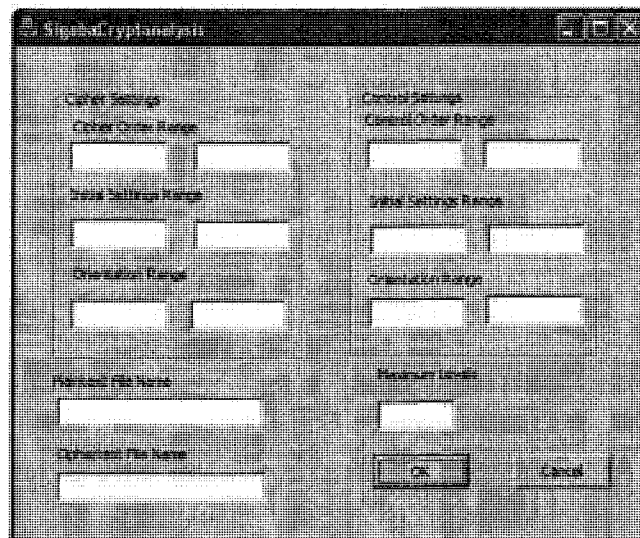 SigabaCryptanalysis
Cipher Settings
Cipher Order Range
Initial Settings Range
Orientation Range
Control Settings
Control Order Range
Initial Settings Range
Orientation Range
Plaintext File Name
Ciphertext File Name
Maximum Levels
OK
Cancel